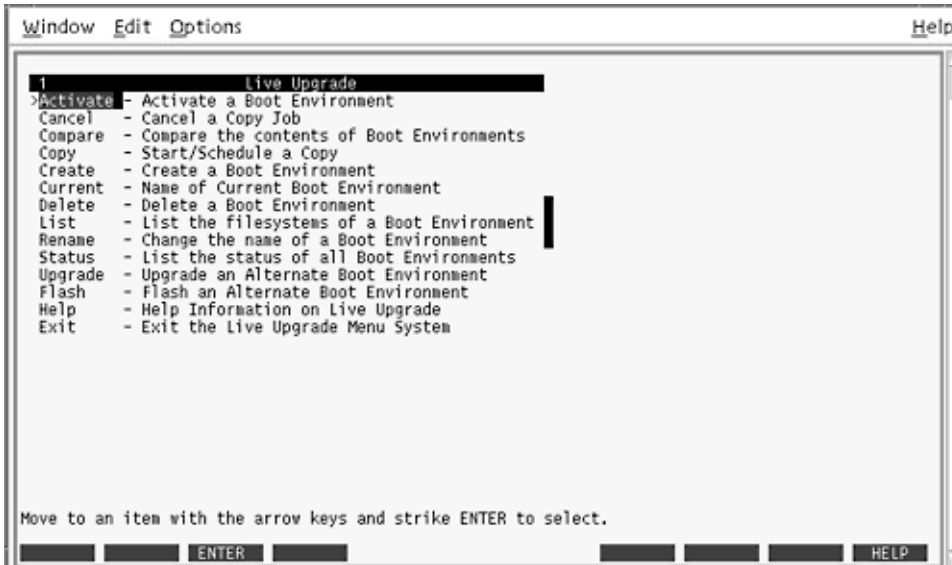 Window Edit Options Help
1 Live Upgrade
>Activate - Activate a Boot Environment
Cancel - Cancel a Copy Job
Compare - Compare the contents of Boot Environments
Copy - Start/Schedule a Copy
Create - Create a Boot Environment
Current - Name of Current Boot Environment
Delete - Delete a Boot Environment
List - List the filesystems of a Boot Environment
Rename - Change the name of a Boot Environment
Status - List the status of all Boot Environments
Upgrade - Upgrade an Alternate Boot Environment
Flash - Flash an Alternate Boot Environment
Help - Help Information on Live Upgrade
Exit - Exit the Live Upgrade Menu System
Move to an item with the arrow keys and strike ENTER to select.
ENTER HELP